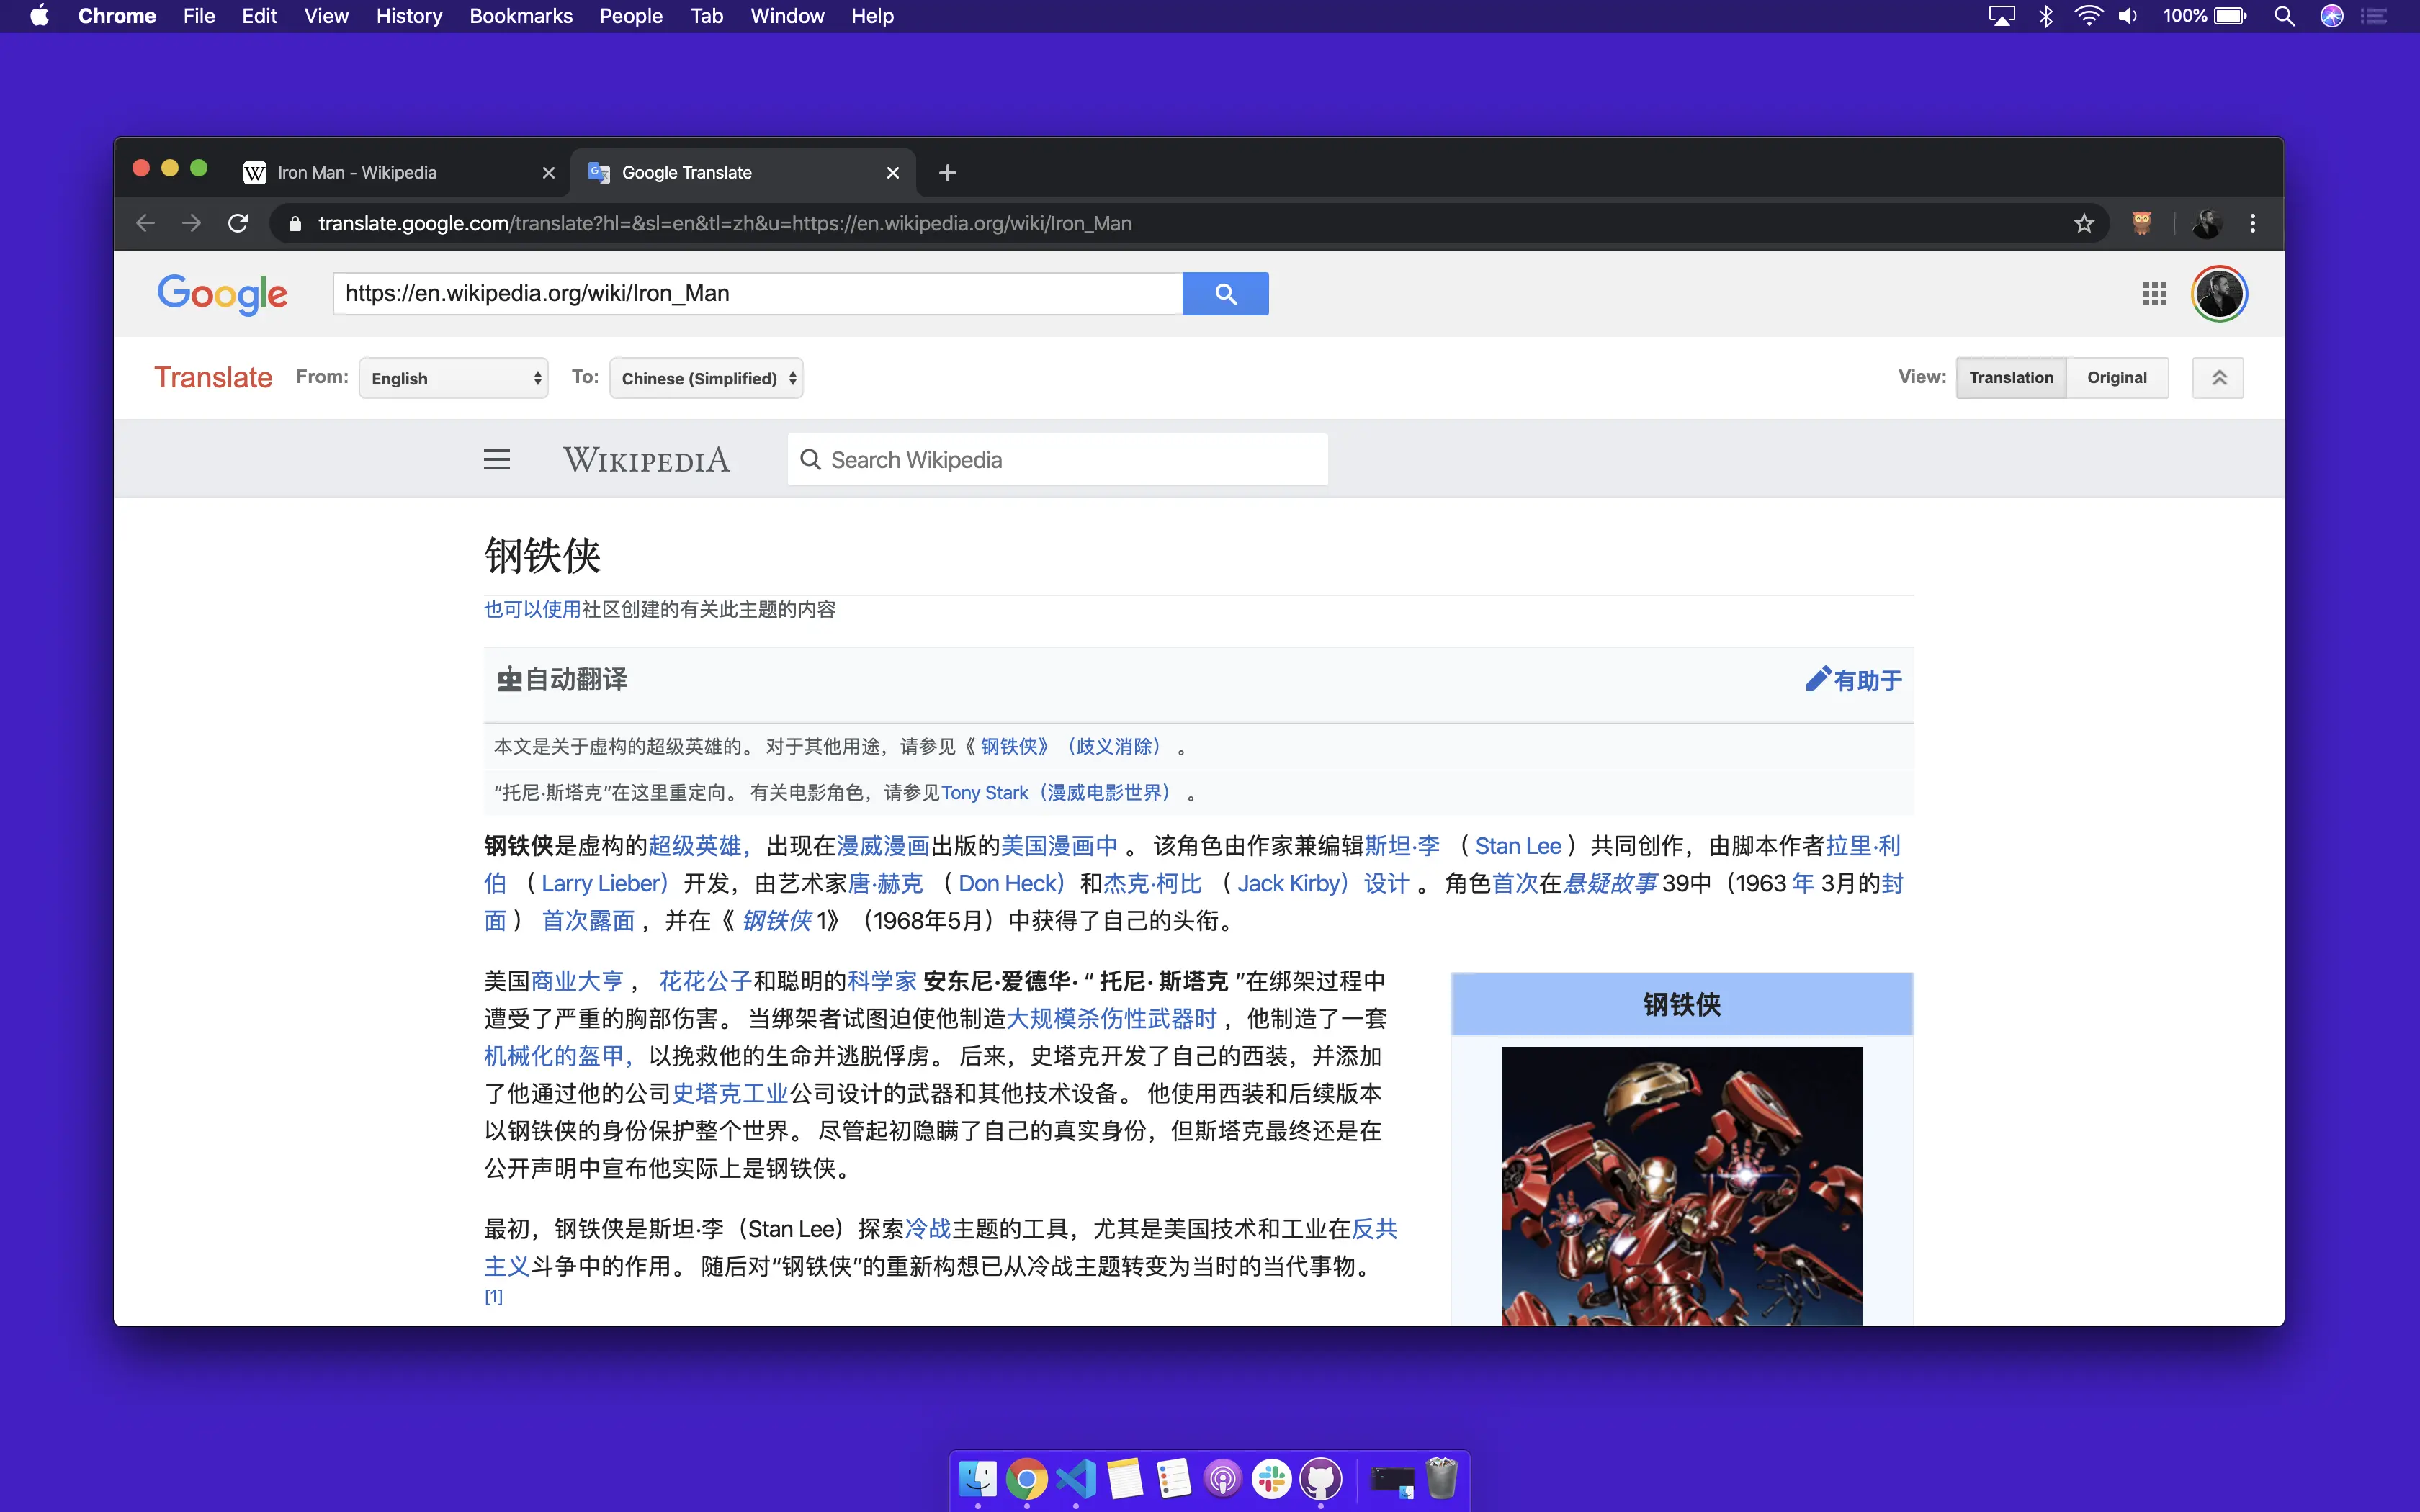 Chrome File Edit View History Bookmarks People Tab Window Help 100%
Iron Man - Wikipedia Google Translate
translate.google.com/translate?hl=&sl=en&tl=zh&u=https://en.wikipedia.org/wiki/Iron_Man
Google https://en.wikipedia.org/wiki/Iron_Man
Translate From: English To: Chinese (Simplified) View: Translation Original
WIKIPEDIA Search Wikipedia
钢铁侠
也可以使用社区创建的有关此主题的内容
自动翻译 有助于
本文是关于虚构的超级英雄的。 对于其他用途，请参见《 钢铁侠》（歧义消除） 。
“托尼·斯塔克”在这里重定向。 有关电影角色，请参见Tony Stark（漫威电影世界） 。
钢铁侠是虚构的超级英雄，出现在漫威漫画出版的美国漫画中 。 该角色由作家兼编辑斯坦·李 （ Stan Lee ）共同创作，由脚本作者拉里·利
伯 （ Larry Lieber）开发，由艺术家唐·赫克 （ Don Heck）和杰克·柯比 （ Jack Kirby）设计 。 角色首次在悬疑故事 39中（1963 年 3月的封
面 ） 首次露面 ，并在《 钢铁侠 1》（1968年5月）中获得了自己的头衔。
美国商业大亨 ， 花花公子和聪明的科学家 安东尼·爱德华· “ 托尼· 斯塔克 ”在绑架过程中
遭受了严重的胸部伤害。 当绑架者试图迫使他制造大规模杀伤性武器时 ，他制造了一套
机械化的盔甲，以挽救他的生命并逃脱俘虏。 后来，史塔克开发了自己的西装，并添加
了他通过他的公司史塔克工业公司设计的武器和其他技术设备。 他使用西装和后续版本
以钢铁侠的身份保护整个世界。 尽管起初隐瞒了自己的真实身份，但斯塔克最终还是在
公开声明中宣布他实际上是钢铁侠。
钢铁侠
最初，钢铁侠是斯坦·李（Stan Lee）探索冷战主题的工具，尤其是美国技术和工业在反共
主义斗争中的作用。 随后对“钢铁侠”的重新构想已从冷战主题转变为当时的当代事物。
[1]